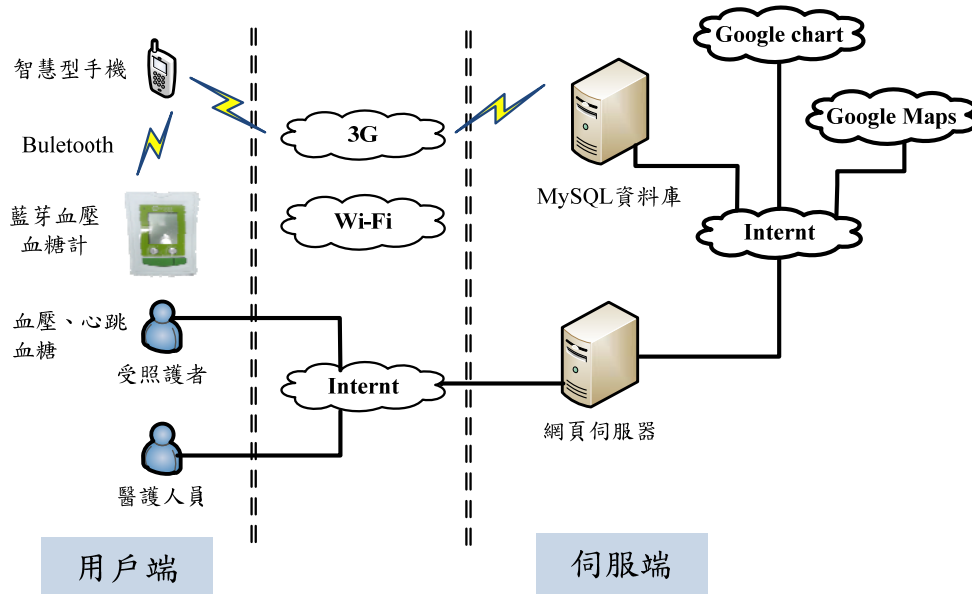 智慧型手機
Buletooth
藍芽血壓
血糖計
血壓、心跳
血糖
受照護者
醫護人員
用戶端
3G
Wi-Fi
Internt
Google chart
Google Maps
MySQL資料庫
Internt
網頁伺服器
伺服端